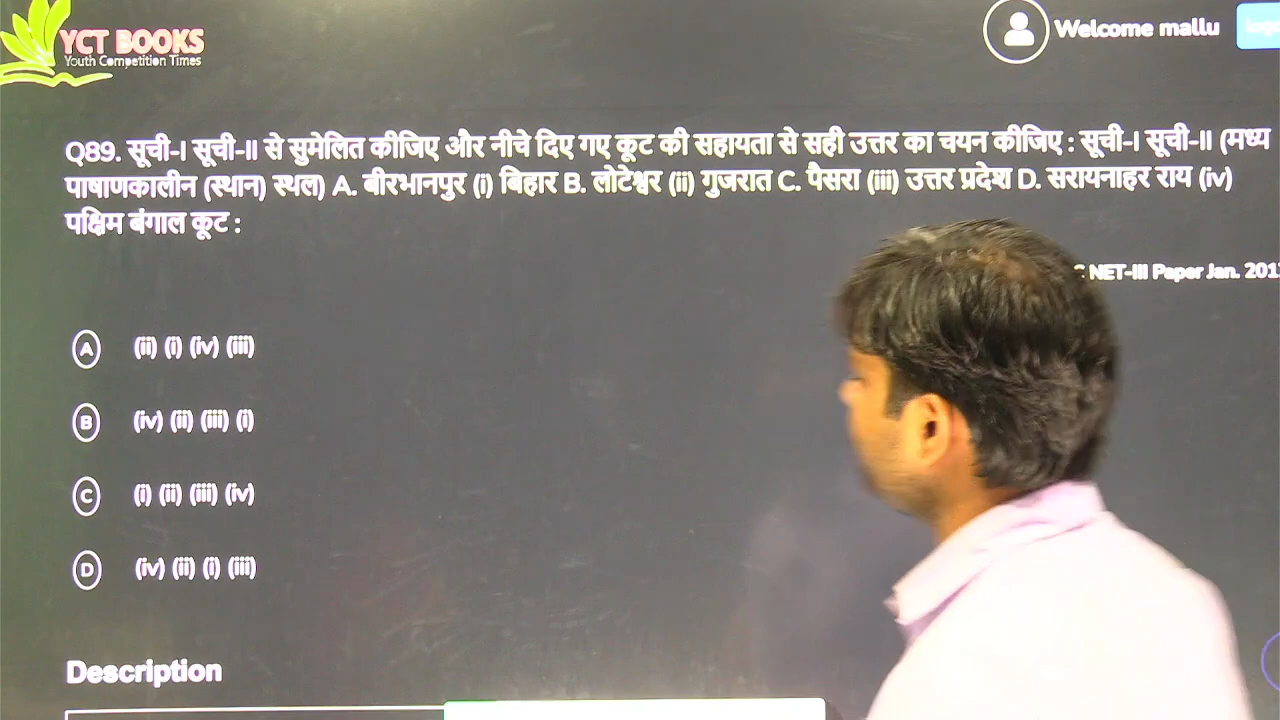 YCT BOOKS
Youth Competition Times
Welcome mallu
Q89. सूची-I सूची-II से सुमेलित कीजिए और नीचे दिए गए कूट की सहायता से सही उत्तर का चयन कीजिए : सूची-I सूची-II (मध्य
पाषाणकालीन (स्थान) स्थल) A. बीरभानपुर (i) बिहार B. लोटेश्वर (ii) गुजरात C. पैसरा (iii) उत्तर प्रदेश D. सरायनाहर राय (iv)
पक्षिम बंगाल कूट :
NET-III Paper Jan.
A (ii) (i) (iv) (iii)
B (iv) (ii) (iii) (i)
C (i) (ii) (iii) (iv)
D (iv) (ii) (i) (iii)
Description